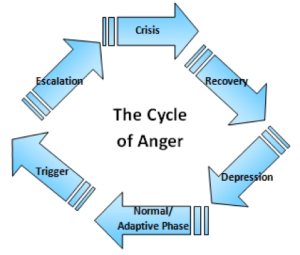 Crisis
Escalation
Recovery
The Cycle
of Anger
Trigger
Depression
Normal/
Adaptive Phase